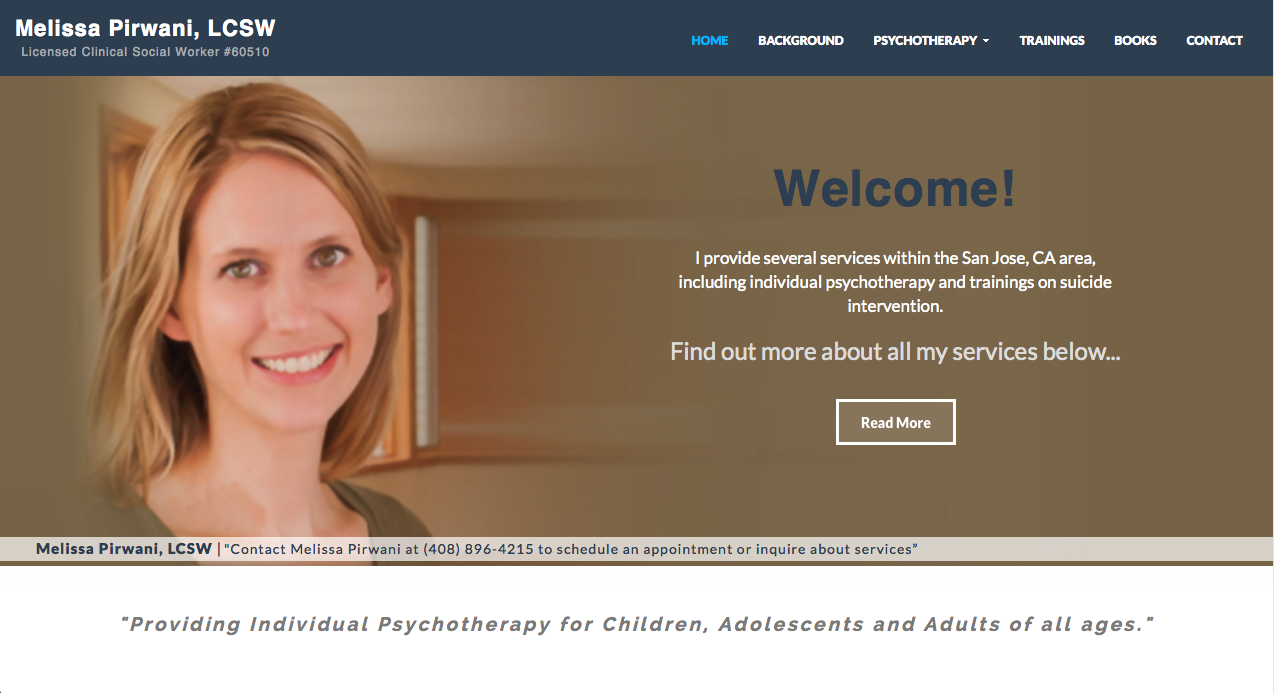 Melissa Pirwani, LCSW
Licensed Clinical Social Worker #60510
HOME BACKGROUND PSYCHOTHERAPY TRAININGS BOOKS CONTACT
Welcome!
I provide several services within the San Jose, CA area,
including individual psychotherapy and trainings on suicide
intervention.
Find out more about all my services below...
Read More
Melissa Pirwani, LCSW | "Contact Melissa Pirwani at (408) 896-4215 to schedule an appointment or inquire about services”
"Providing Individual Psychotherapy for Children, Adolescents and Adults of all ages."